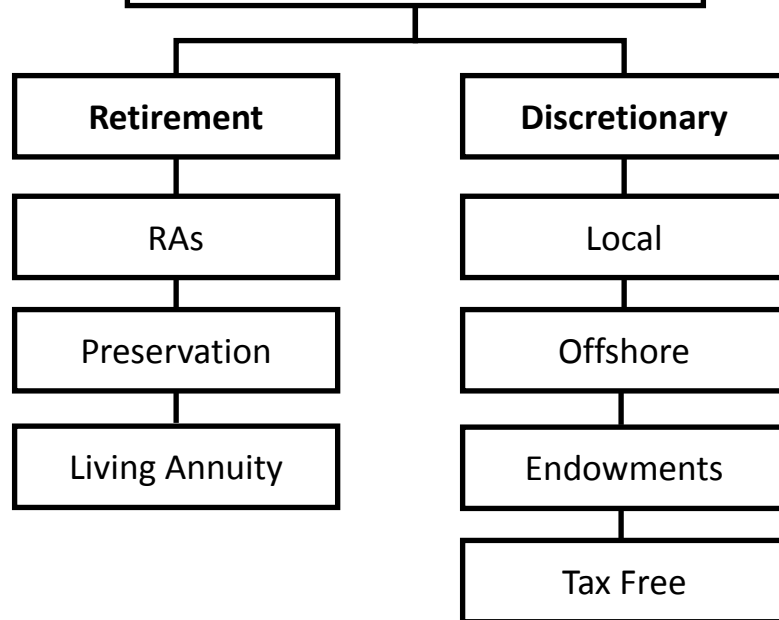 Retirement
Discretionary
RAs
Local
Preservation
Offshore
Living Annuity
Endowments
Tax Free